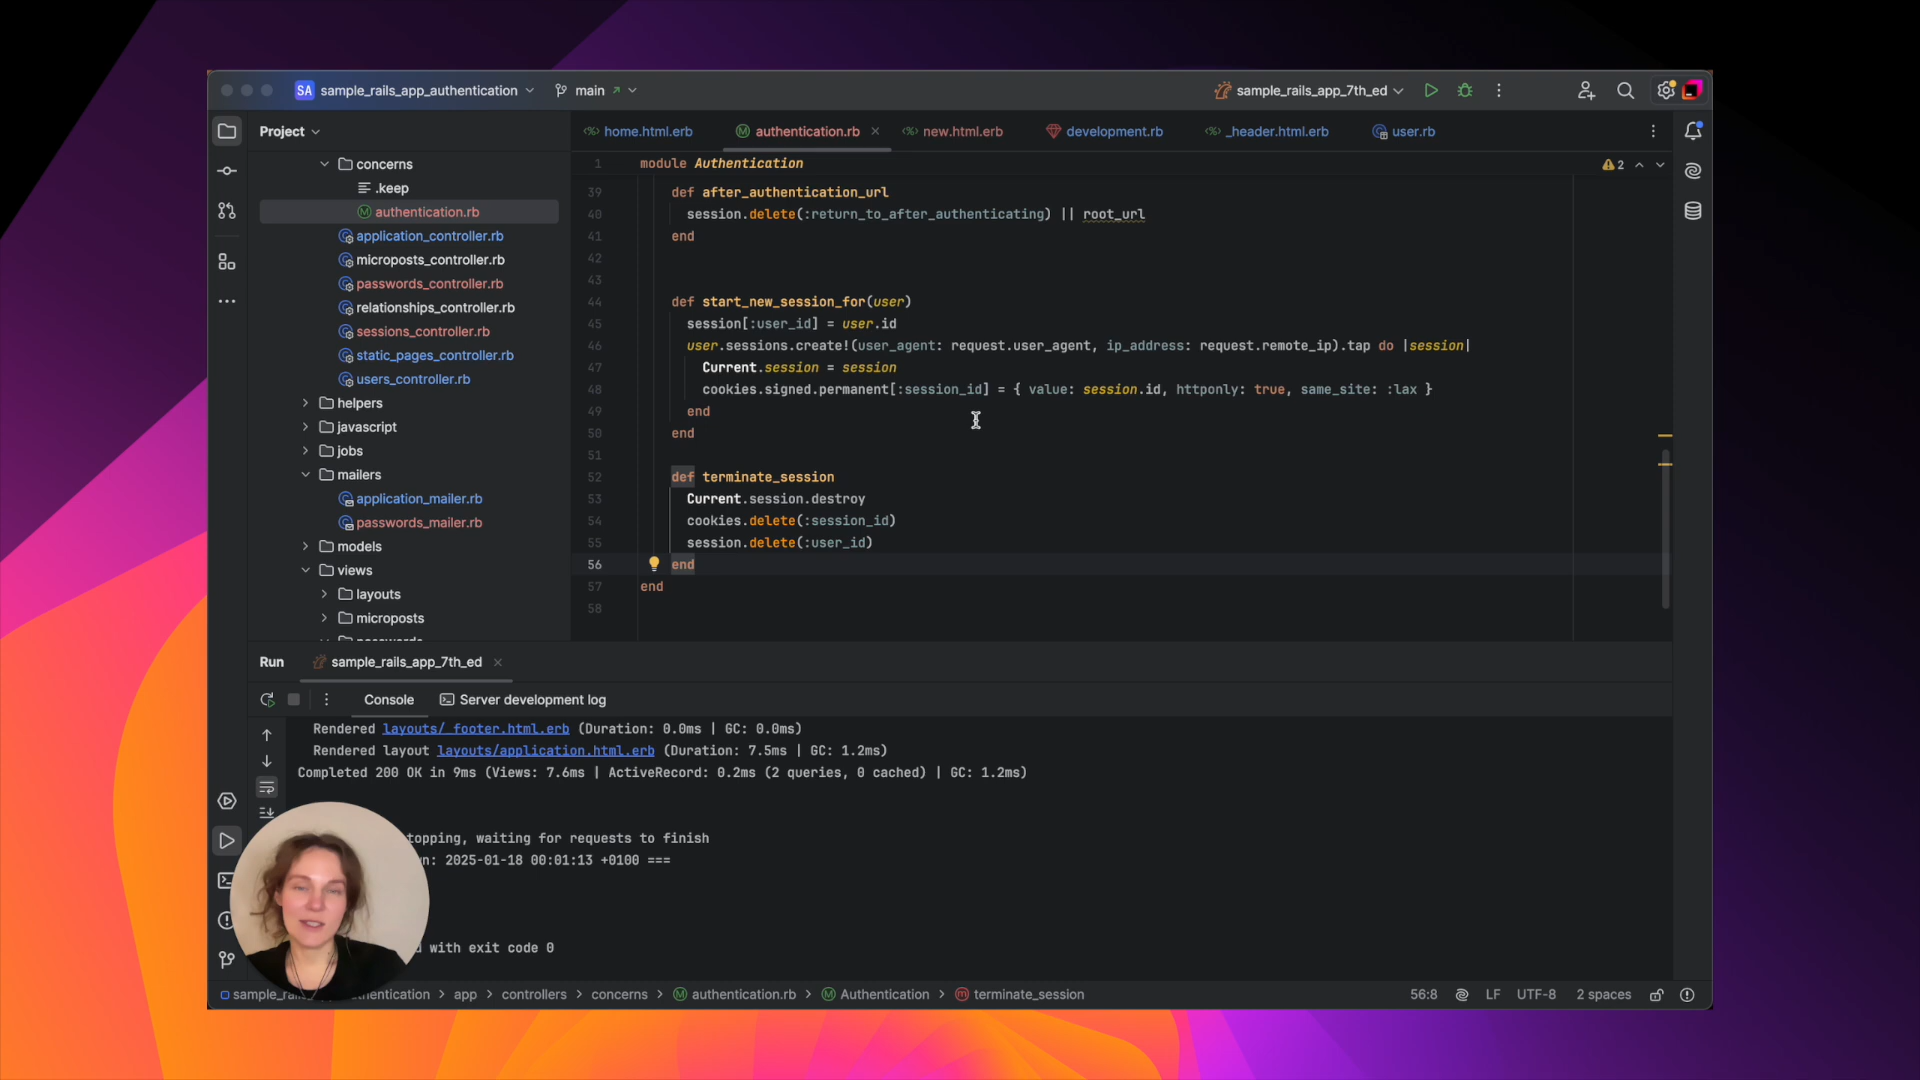 SA sample_rails_app_authentication main sample_rails_app_7th_ed
Project
home.html.erb authentication.rb new.html.erb development.rb _header.html.erb user.rb
concerns
.keep
authentication.rb
application_controller.rb
microposts_controller.rb
passwords_controller.rb
relationships_controller.rb
sessions_controller.rb
static_pages_controller.rb
users_controller.rb
helpers
javascript
jobs
mailers
application_mailer.rb
passwords_mailer.rb
models
views
layouts
microposts
1 module Authentication
2
39 def after_authentication_url
40 session.delete(:return_to_after_authenticating) || root_url
41 end
42
43
44 def start_new_session_for(user)
45 session[:user_id] = user.id
46 user.sessions.create!(user_agent: request.user_agent, ip_address: request.remote_ip).tap do |session|
47 Current.session = session
48 cookies.signed.permanent[:session_id] = { value: session.id, httponly: true, same_site: :lax }
49 end
50 end
51
52 def terminate_session
53 Current.session.destroy
54 cookies.delete(:session_id)
55 session.delete(:user_id)
56 end
57 end
58
Run sample_rails_app_7th_ed
Console Server development log
Rendered layouts/_footer.html.erb (Duration: 0.0ms | GC: 0.0ms)
Rendered layout layouts/application.html.erb (Duration: 7.5ms | GC: 1.2ms)
Completed 200 OK in 9ms (Views: 7.6ms | ActiveRecord: 0.2ms (2 queries, 0 cached) | GC: 1.2ms)
topping, waiting for requests to finish
n: 2025-01-18 00:01:13 +0100 ===
with exit code 0
sample_ra thentication > app > controllers > concerns > authentication.rb > Authentication > terminate_session
56:8 LF UTF-8 2 spaces